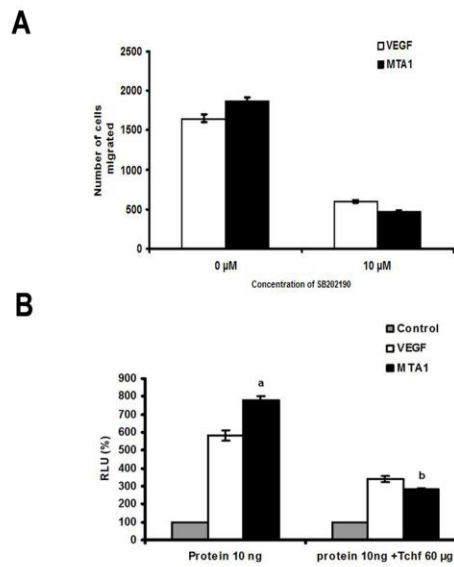 A
VEGF
MTA1
Number of cells
migrated
2500
2000
1500
1000
500
0
0 µM
10 µM
Concentration of SB202190
B
Control
VEGF
MTA1
RLU (%)
900
800
700
600
500
400
300
200
100
0
a
b
Protein 10 ng
protein 10ng +Tchf 60 µg